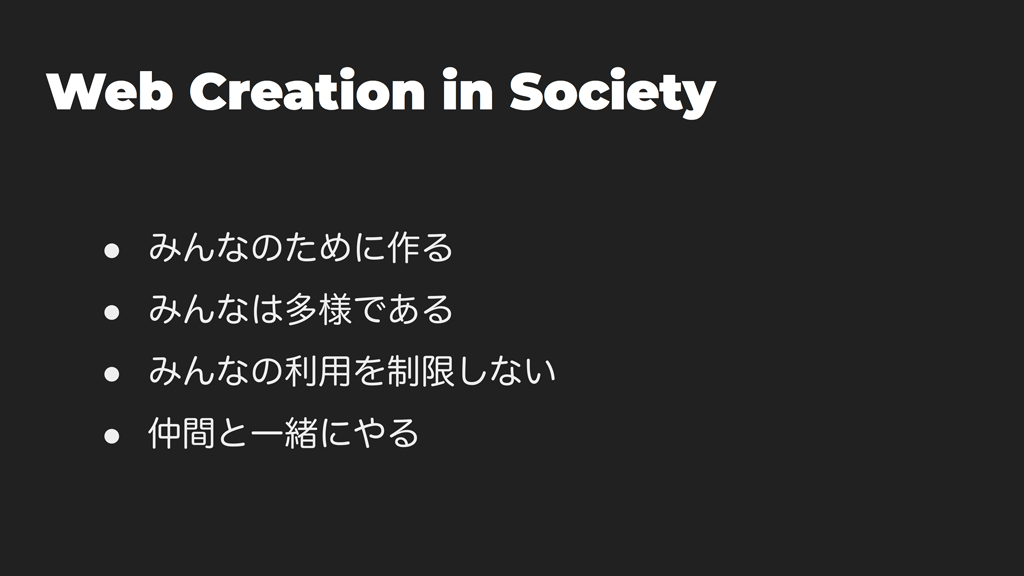 Web Creation in Society
● みんなのために作る
● みんなは多様である
● みんなの利用を制限しない
● 仲間と一緒にやる